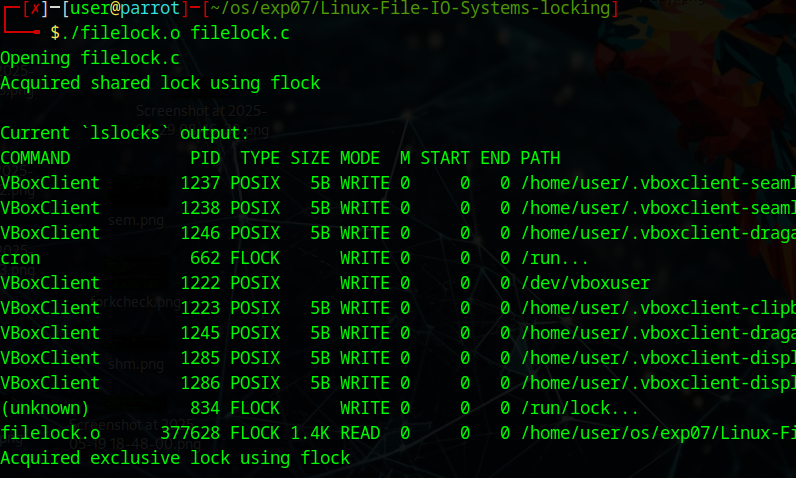 ┌─[✗]─[user@parrot]─[~/os/exp07/Linux-File-IO-Systems-locking]
└──╼ $./filelock.o filelock.c
Opening filelock.c
Acquired shared lock using flock
Screenshot at 2025-
Current `lslocks` output:
COMMAND PID TYPE SIZE MODE M START END PATH
VBoxClient 1237 POSIX 5B WRITE 0 0 0 /home/user/.vboxclient-seaml
VBoxClient 1238 POSIX 5B WRITE 0 0 0 /home/user/.vboxclient-seaml
sem.png
VBoxClient 1246 POSIX 5B WRITE 0 0 0 /home/user/.vboxclient-draga
cron 662 FLOCK WRITE 0 0 0 /run...
VBoxClient 1222 POSIX WRITE 0 0 0 /dev/vboxuser
VBoxClient 1223 POSIX 5B WRITE 0 0 0 /home/user/.vboxclient-clipb
VBoxClient 1245 POSIX 5B WRITE 0 0 0 /home/user/.vboxclient-draga
shm.png
VBoxClient 1285 POSIX 5B WRITE 0 0 0 /home/user/.vboxclient-displ
VBoxClient 1286 POSIX 5B WRITE 0 0 0 /home/user/.vboxclient-displ
(unknown) 834 FLOCK WRITE 0 0 0 /run/lock...
filelock.o 377628 FLOCK 1.4K READ 0 0 0 /home/user/os/exp07/Linux-Fi
Acquired exclusive lock using flock